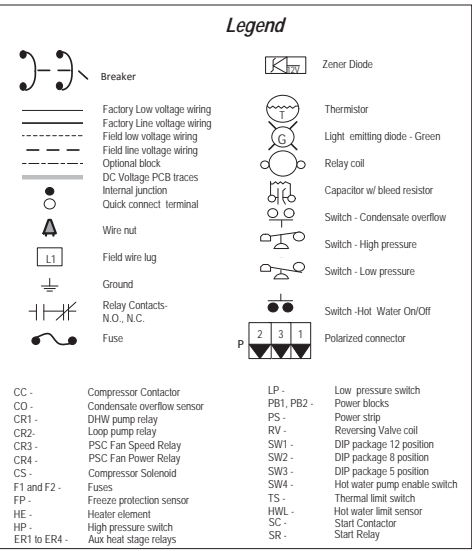 Legend
Breaker
Factory Low voltage wiring
Factory Line voltage wiring
Field low voltage wiring
Field line voltage wiring
Optional block
DC Voltage PCB traces
Internal junction
Quick connect terminal
Wire nut
L1
Field wire lug
Ground
Relay Contacts-
N.O., N.C.
Fuse
12V
Zener Diode
T
Thermistor
G
Light emitting diode - Green
Relay coil
Capacitor w/ bleed resistor
Switch - Condensate overflow
Switch - High pressure
Switch - Low pressure
Switch -Hot Water On/Off
P 2 3 1
Polarized connector
CC - Compressor Contactor
CO - Condensate overflow sensor
CR1 - DHW pump relay
CR2- Loop pump relay
CR3 - PSC Fan Speed Relay
CR4 - PSC Fan Power Relay
CS - Compressor Solenoid
F1 and F2 - Fuses
FP - Freeze protection sensor
HE - Heater element
HP - High pressure switch
ER1 to ER4 - Aux heat stage relays
LP - Low pressure switch
PB1, PB2 - Power blocks
PS - Power strip
RV - Reversing Valve coil
SW1 - DIP package 12 position
SW2 - DIP package 8 position
SW3 - DIP package 5 position
SW4 - Hot water pump enable switch
TS - Thermal limit switch
HWL - Hot water limit sensor
SC - Start Contactor
SR - Start Relay